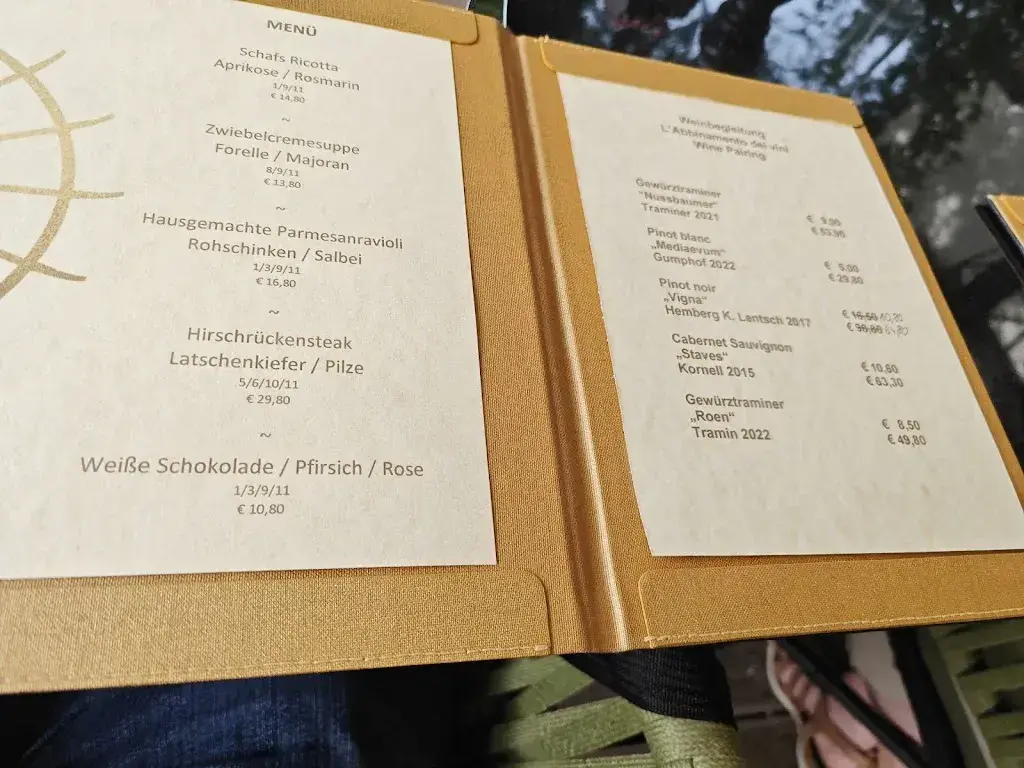 MENÜ
Schafs Ricotta
Aprikose / Rosmarin
1/9/11
€ 14,80
~
Zwiebelcremesuppe
Forelle / Majoran
8/9/11
€ 13,80
~
Hausgemachte Parmesanravioli
Rohschinken / Salbei
1/3/9/11
€ 16,80
~
Hirschrückensteak
Latschenkiefer / Pilze
5/6/10/11
€ 29,80
~
Weiße Schokolade / Pfirsich / Rose
1/3/9/11
€ 10,80
Weinbegleitung
L'Abbinamento dei vini
Wine Pairing
Gewürztraminer
"Nussbaumer"
Traminer 2021
€ 9,00
€ 53,90
Pinot blanc
„Mediaevum“
Gumphof 2022
€ 5,00
€ 29,80
Pinot noir
„Vigna“
Hemberg K. Lentsch 2017
€ 16,50
Cabernet Sauvignon
„Staves“
Kornell 2015
€ 10,60
€ 63,30
Gewürztraminer
„Roen“
Tramin 2022
€ 8,50
€ 49,80